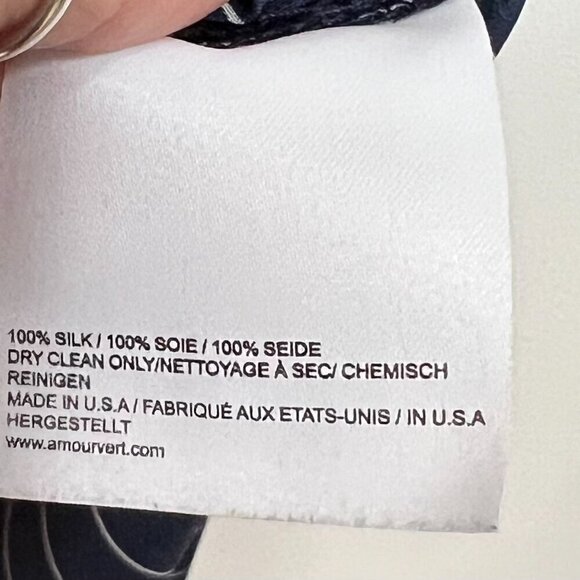 100% SILK / 100% SOIE / 100% SEIDE
DRY CLEAN ONLY/NETTOYAGE À SEC/ CHEMISCH
REINIGEN
MADE IN U.S.A / FABRIQUÉ AUX ETATS-UNIS / IN U.S.A
HERGESTELLT
www.amourvert.com